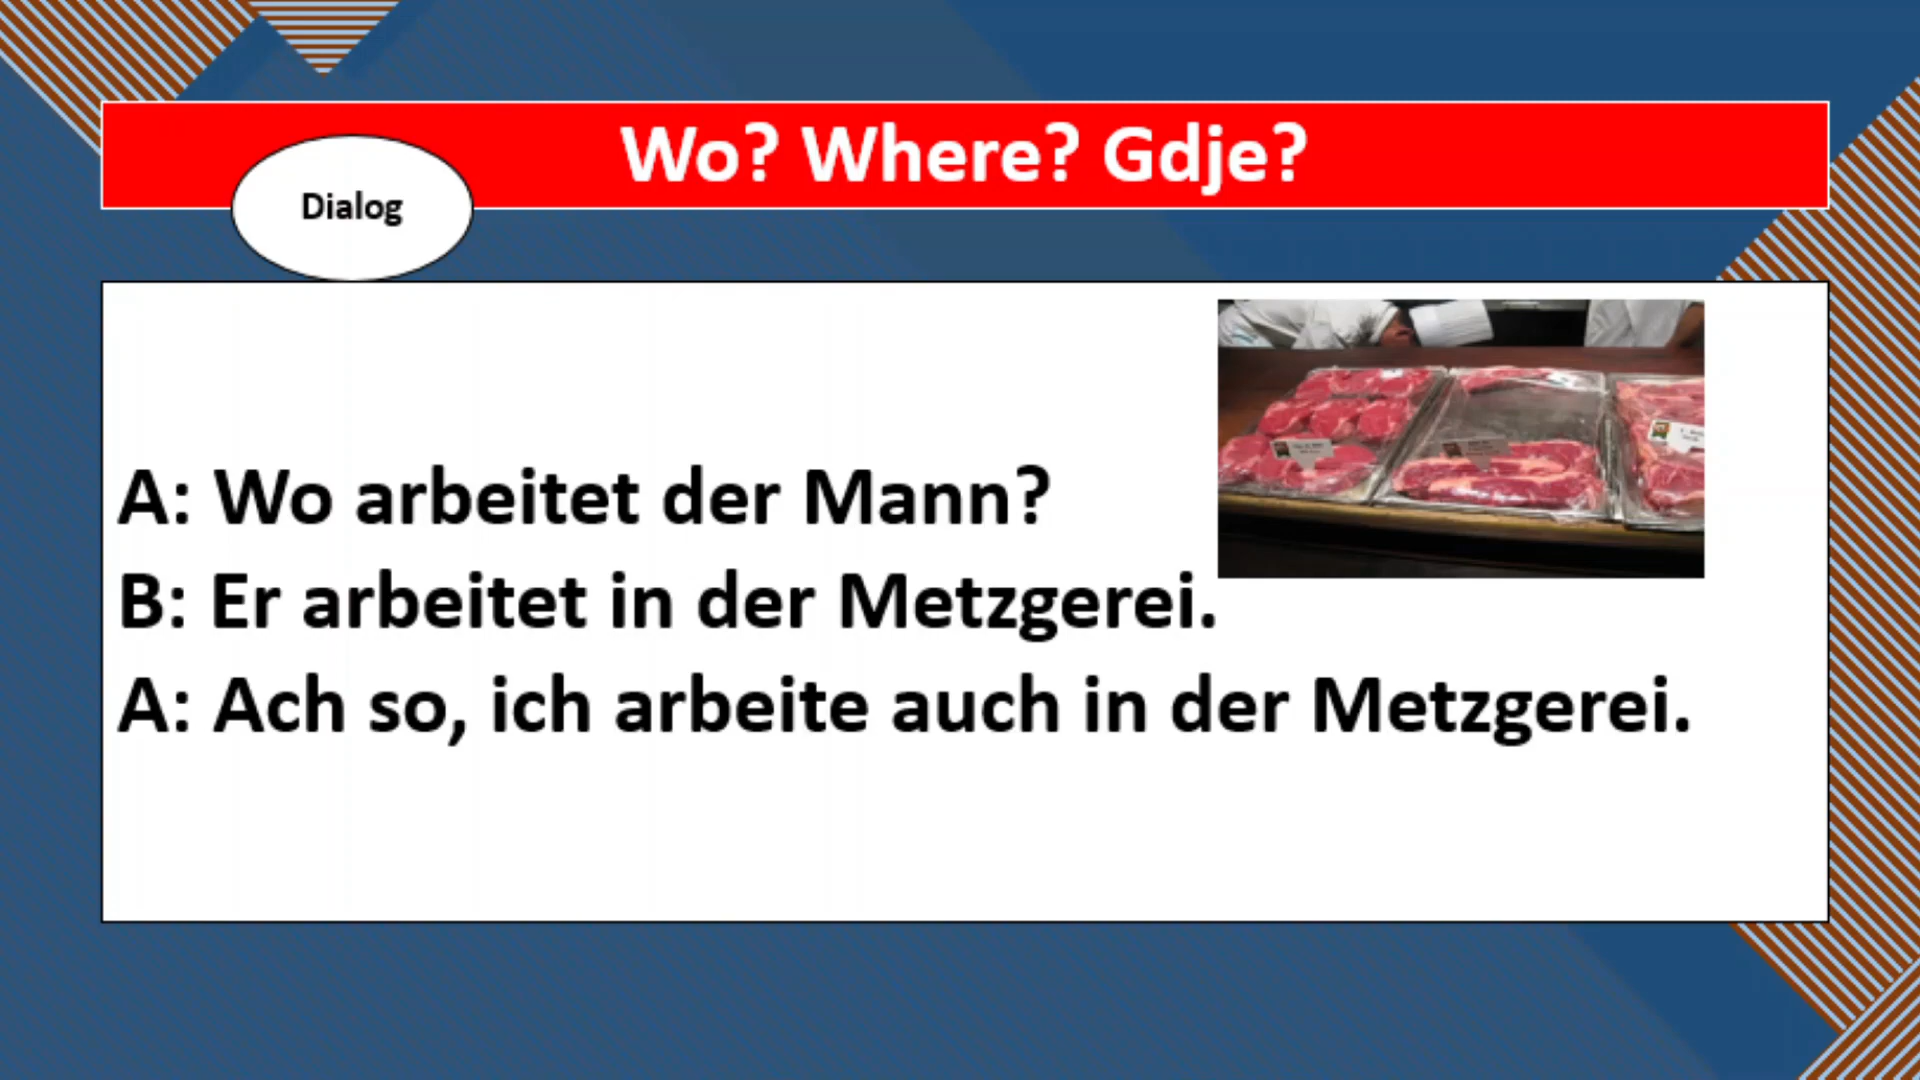 Wo? Where? Gdje?
Dialog
A: Wo arbeitet der Mann?
B: Er arbeitet in der Metzgerei.
A: Ach so, ich arbeite auch in der Metzgerei.